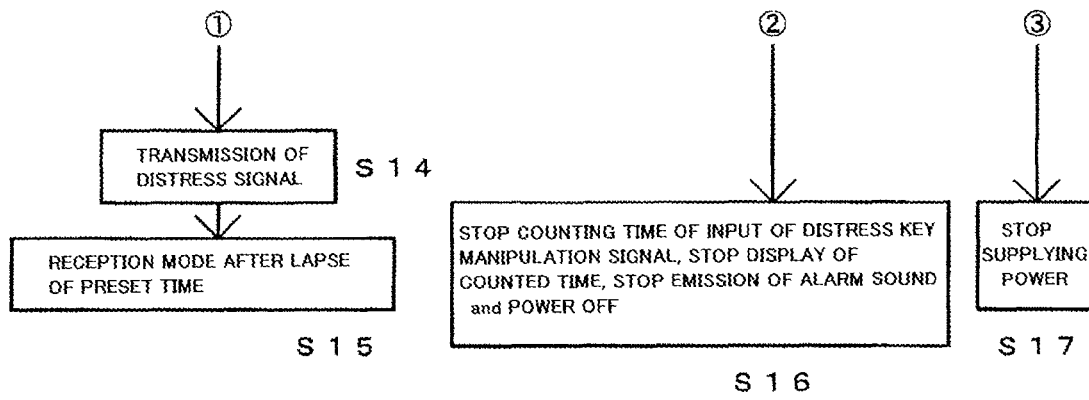 ①
②
③
TRANSMISSION OF
DISTRESS SIGNAL
S 1 4
RECEPTION MODE AFTER LAPSE
OF PRESET TIME
S 1 5
STOP COUNTING TIME OF INPUT OF DISTRESS KEY
MANIPULATION SIGNAL, STOP DISPLAY OF
COUNTED TIME, STOP EMISSION OF ALARM SOUND
and POWER OFF
S 1 6
STOP
SUPPLYING
POWER
S 1 7